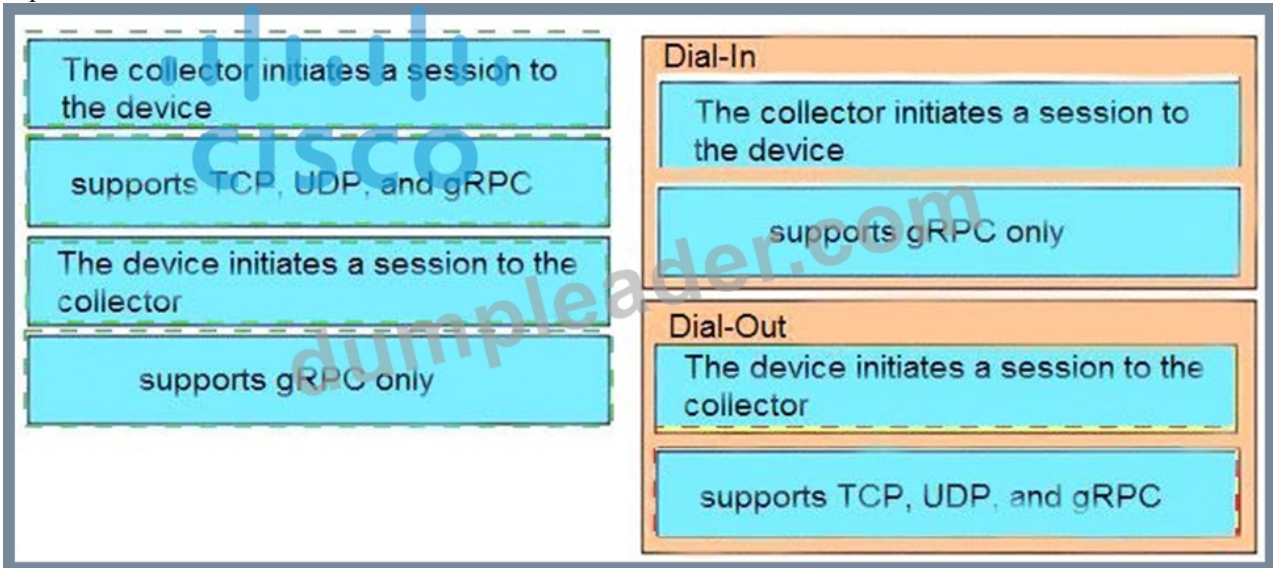 The collector initiates a session to
the device
supports TCP, UDP, and gRPC
The device initiates a session to the
collector
supports gRPC only
Dial-In
The collector initiates a session to
the device
supports gRPC only
Dial-Out
The device initiates a session to the
collector
supports TCP, UDP, and gRPC
cisco
dumpleader.com